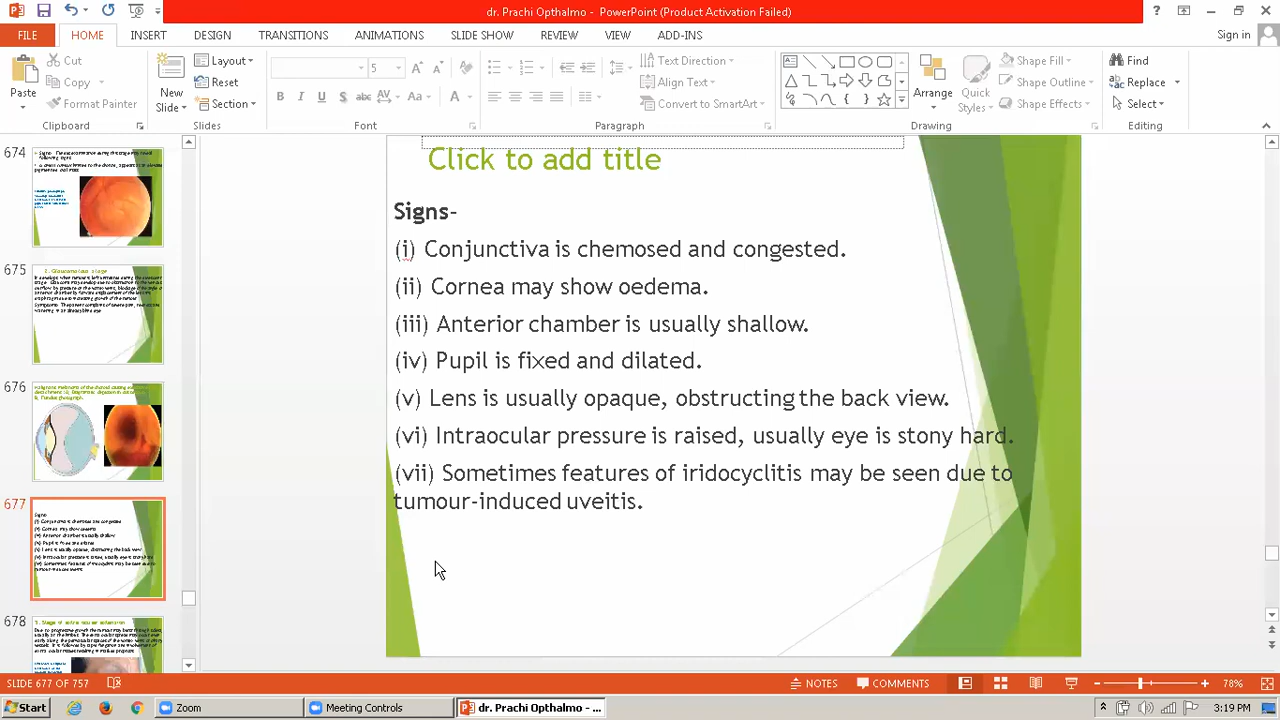 dr. Prachi Opthalmo - PowerPoint (Product Activation Failed)
FILE HOME INSERT DESIGN TRANSITIONS ANIMATIONS SLIDE SHOW REVIEW VIEW ADD-INS Sign in
Paste Cut Copy Format Painter
Clipboard
New Slide Layout Reset Section
Slides
5
Font
Text Direction Align Text Convert to SmartArt
Paragraph
Arrange Quick Styles Shape Fill Shape Outline Shape Effects
Drawing
Find Replace Select
Editing
674
675
676
677
678
Click to add title
Signs-
(i) Conjunctiva is chemosed and congested.
(ii) Cornea may show oedema.
(iii) Anterior chamber is usually shallow.
(iv) Pupil is fixed and dilated.
(v) Lens is usually opaque, obstructing the back view.
(vi) Intraocular pressure is raised, usually eye is stony hard.
(vii) Sometimes features of iridocyclitis may be seen due to
tumour-induced uveitis.
SLIDE 677 OF 757 NOTES COMMENTS 78%
Start Zoom Meeting Controls dr. Prachi Opthalmo - ... 3:19 PM